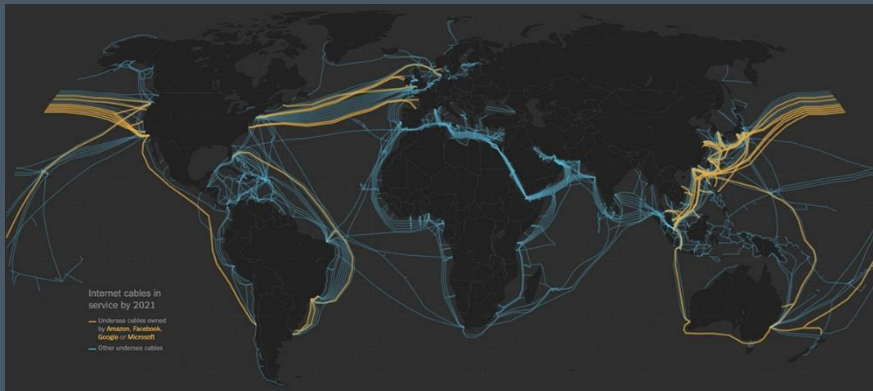 Internet cables in
service by 2021
Undersea cables owned
by Amazon, Facebook,
Google or Microsoft
Other undersea cables